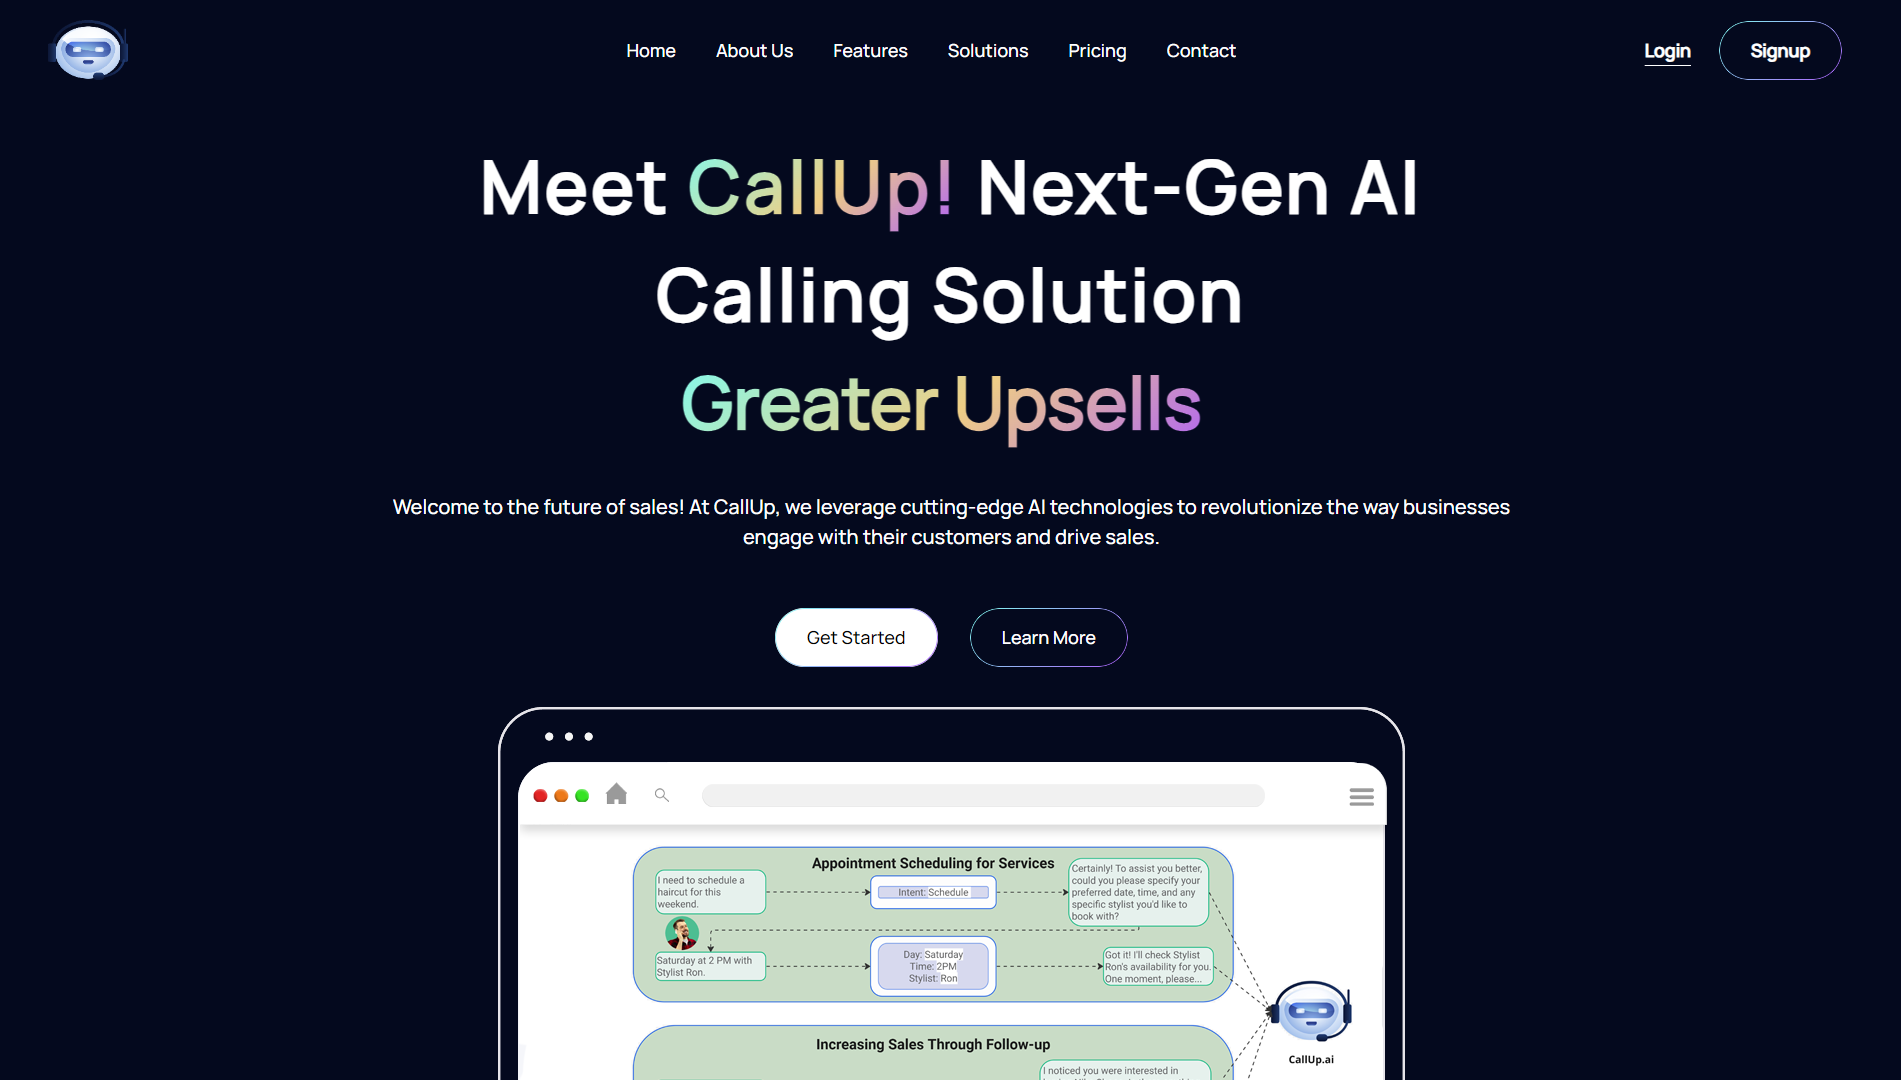 Home About Us Features Solutions Pricing Contact Login Signup
Meet CallUp! Next-Gen AI
Calling Solution
Greater Upsells
Welcome to the future of sales! At CallUp, we leverage cutting-edge AI technologies to revolutionize the way businesses
engage with their customers and drive sales.
Get Started Learn More
Appointment Scheduling for Services
I need to schedule a
haircut for this
weekend.
Intent: Schedule
Certainly! To assist you better,
could you please specify your
preferred date, time, and any
specific stylist you'd like to
book with?
Saturday at 2 PM with
Stylist Ron.
Day: Saturday
Time: 2PM
Stylist: Ron
Got it! I'll check Stylist
Ron's availability for you.
One moment, please...
CallUp.ai
Increasing Sales Through Follow-up
I noticed you were interested in